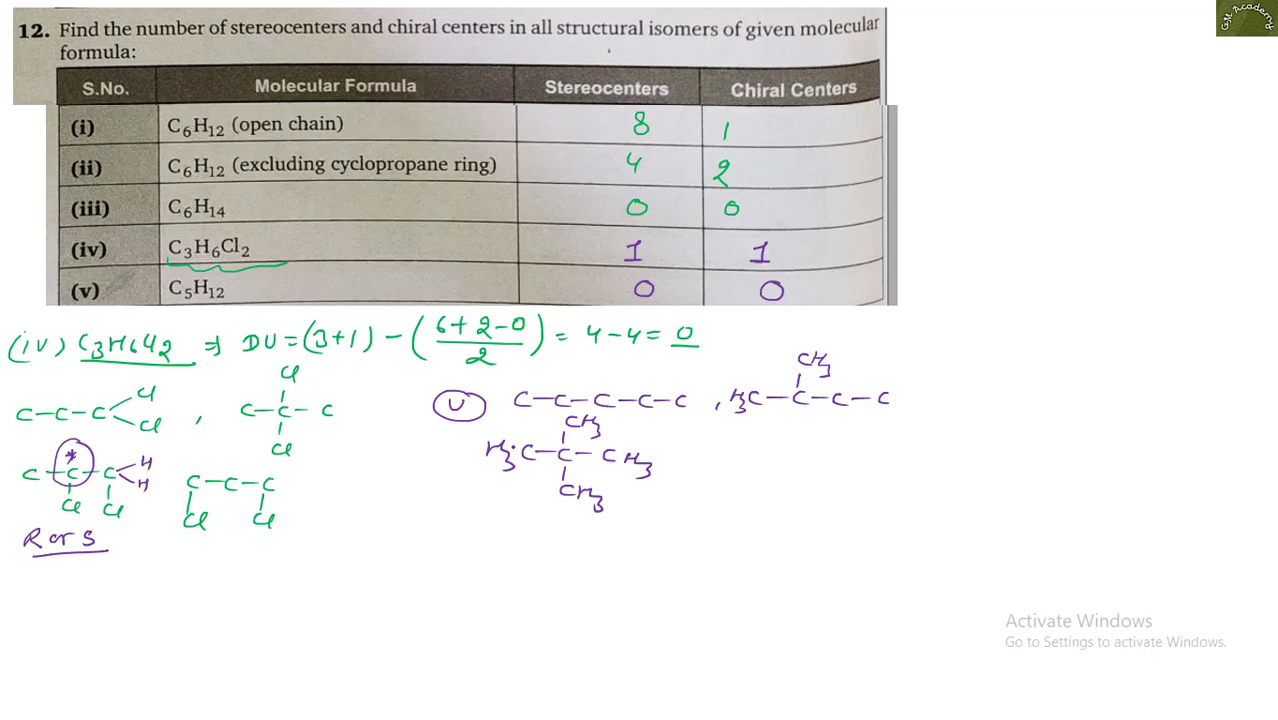 GM Academy
12. Find the number of stereocenters and chiral centers in all structural isomers of given molecular
formula:
S.No. Molecular Formula Stereocenters Chiral Centers
(i) C₆H₁₂ (open chain) 8 1
(ii) C₆H₁₂ (excluding cyclopropane ring) 4 2
(iii) C₆H₁₄ 0 0
(iv) C₃H₆Cl₂ 1 1
(v) C₅H₁₂ 0 0
(iv) C₃H₆Cl₂ ⇒ DU = (3+1) - (6+2-0/2) = 4-4 = 0
CH₃
Cl Cl
C-C-C Cl , C-C-C (V) C-C-C-C-C , H₃C-C-C-C
Cl CH₃
* H H₃C-C-CH₃
C-C-C H C-C-C
Cl Cl Cl Cl CH₃
R or S
Activate Windows
Go to Settings to activate Windows.